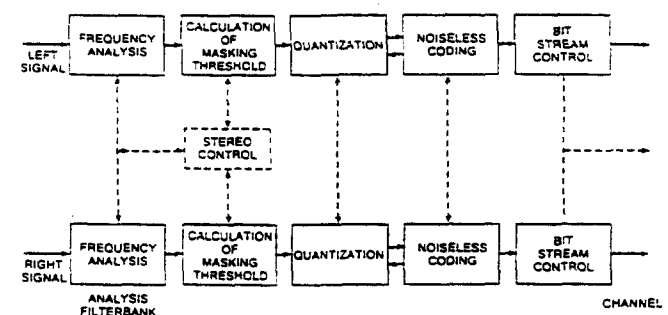 LEFT
SIGNAL
FREQUENCY
ANALYSIS
CALCULATION
OF
MASKING
THRESHOLD
QUANTIZATION
NOISELESS
CODING
BIT
STREAM
CONTROL
STEREO
CONTROL
RIGHT
SIGNAL
FREQUENCY
ANALYSIS
CALCULATION
OF
MASKING
THRESHOLD
QUANTIZATION
NOISELESS
CODING
BIT
STREAM
CONTROL
ANALYSIS
FILTERBANK
CHANNEL